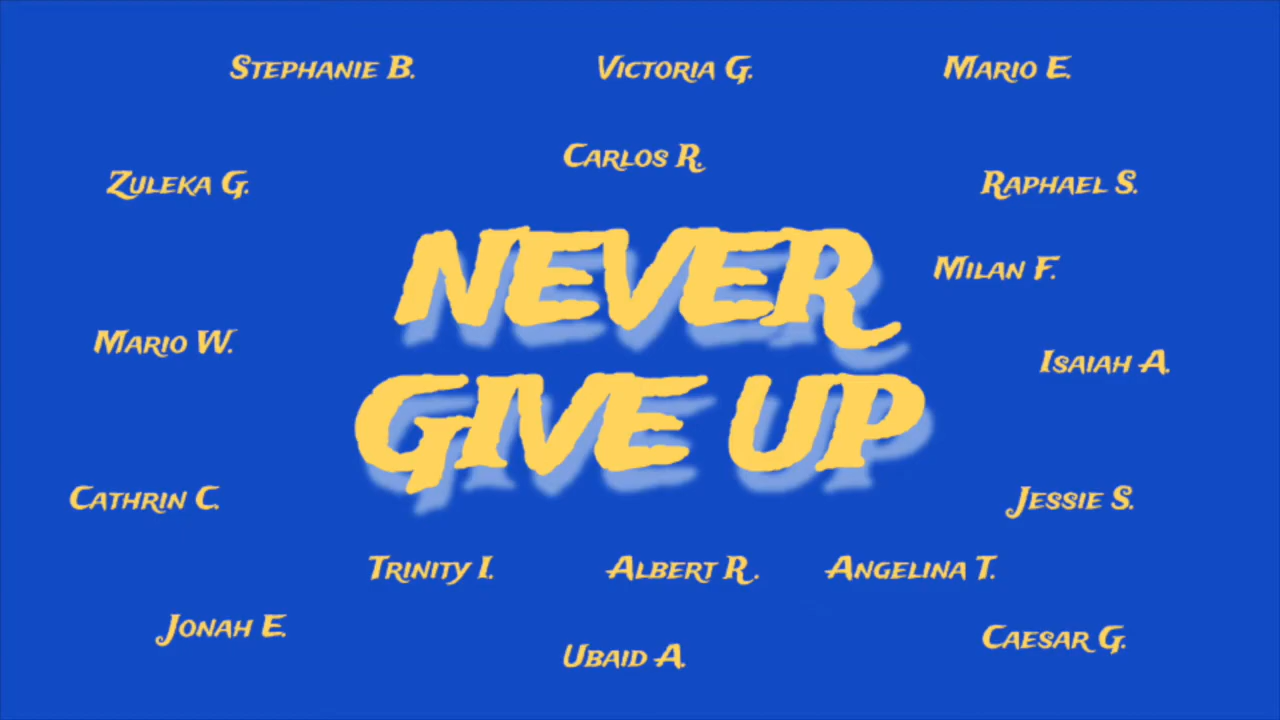 Stephanie B.
Victoria G.
Mario E.
Carlos R.
Zuleka G.
Raphael S.
NEVER
GIVE UP
Milan F.
Mario W.
Isaiah A.
Cathrin C.
Jessie S.
Trinity I.
Albert R.
Angelina T.
Jonah E.
Caesar G.
Ubaid A.